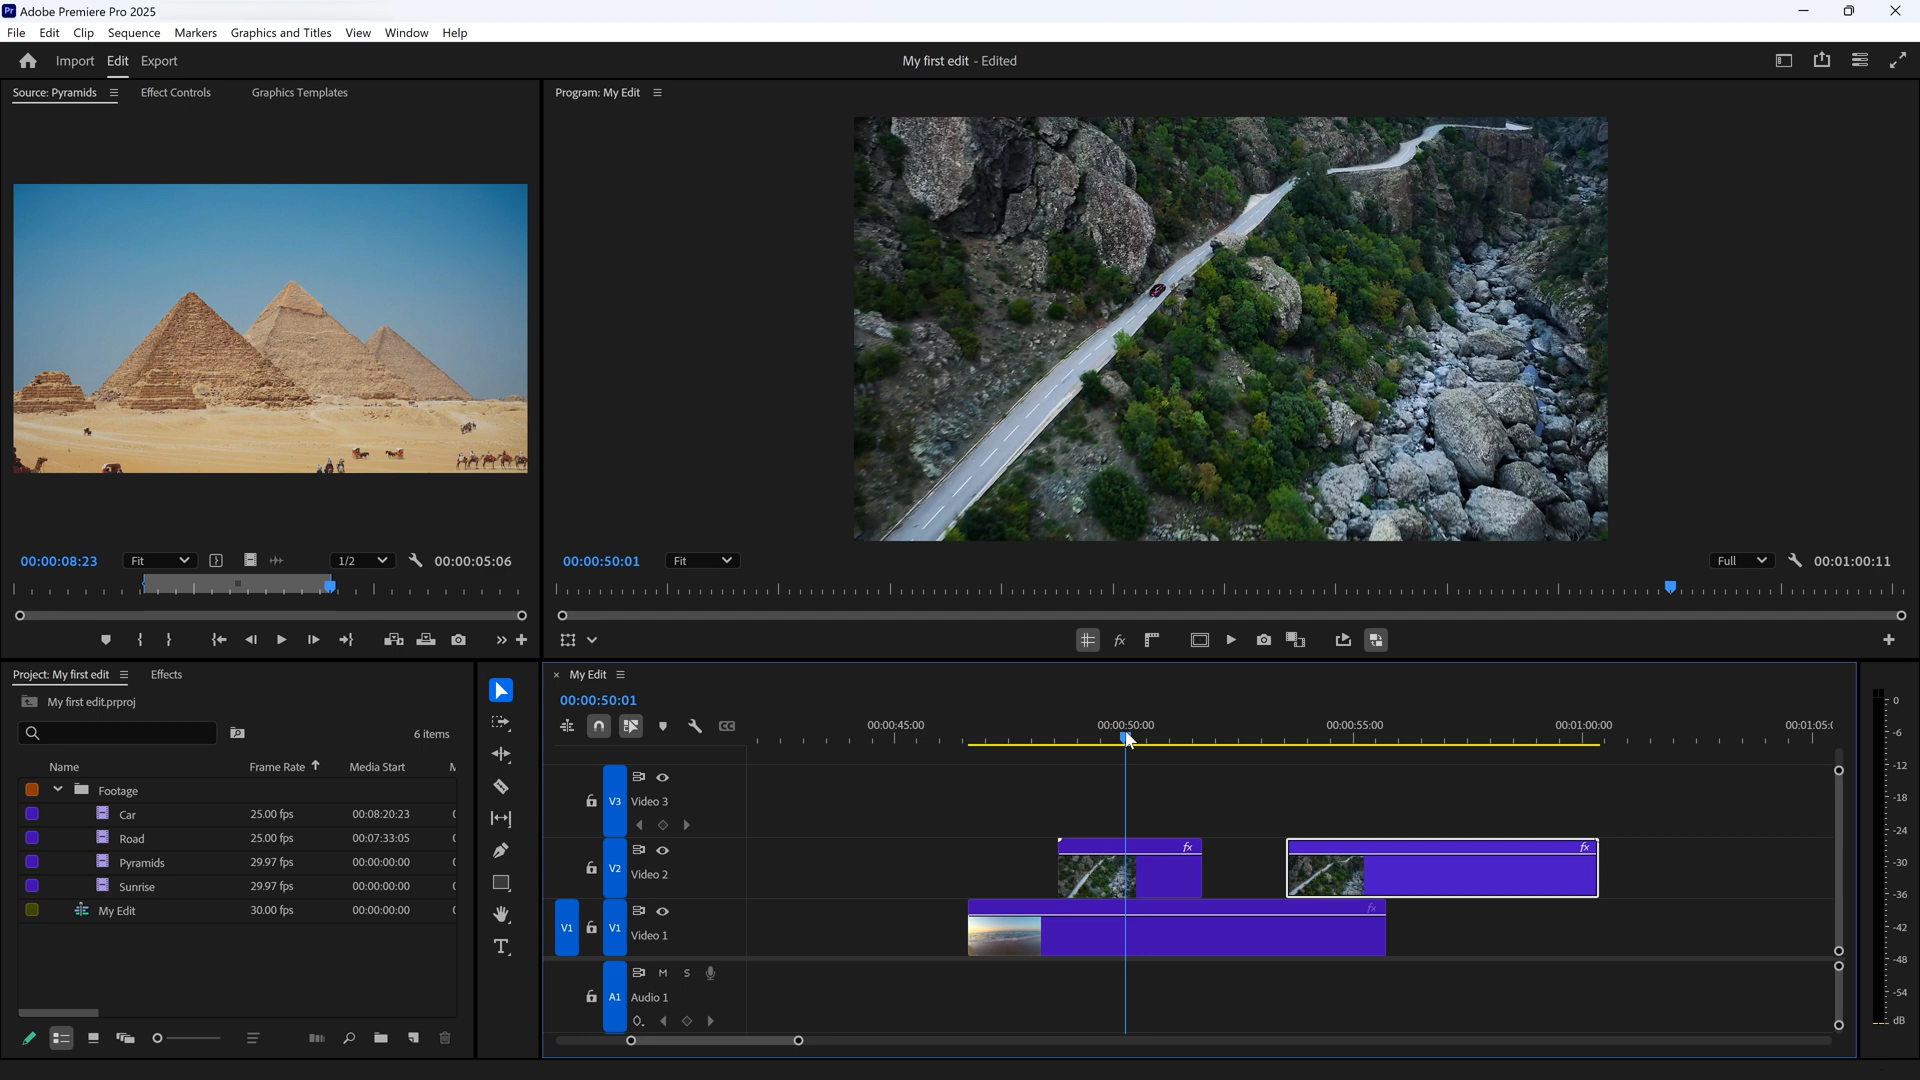 Pr Adobe Premiere Pro 2025
File Edit Clip Sequence Markers Graphics and Titles View Window Help
Import Edit Export
My first edit - Edited
Source: Pyramids Effect Controls Graphics Templates
Program: My Edit
00:00:08:23 Fit 1/2 00:00:05:06
00:00:50:01 Fit Full 00:01:00:11
fx
Project: My first edit Effects
My first edit.prproj
6 items
Name Frame Rate Media Start M
Footage
Car 25.00 fps 00:08:20:23
Road 25.00 fps 00:07:33:05
Pyramids 29.97 fps 00:00:00:00
Sunrise 29.97 fps 00:00:00:00
My Edit 30.00 fps 00:00:00:00
T
× My Edit
00:00:50:01
CC
00:00:45:00 00:00:50:00 00:00:55:00 00:01:00:00 00:01:05:
V3 Video 3
V2 Video 2
fx fx
V1 V1 Video 1
fx
A1 Audio 1
M S
0
-6
-12
-18
-24
-30
-36
-42
-48
-54
dB